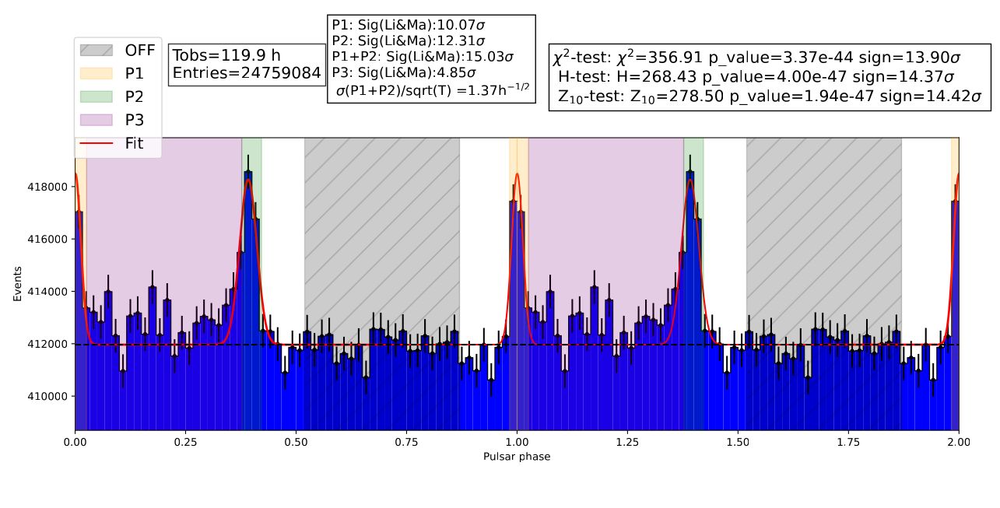 OFF
P1
P2
P3
Fit
Tobs=119.9 h
Entries=24759084
P1: Sig(Li&Ma):10.07σ
P2: Sig(Li&Ma):12.31σ
P1+P2: Sig(Li&Ma):15.03σ
P3: Sig(Li&Ma):4.85σ
σ(P1+P2)/sqrt(T) =1.37h⁻¹/²
χ²-test: χ²=356.91 p_value=3.37e-44 sign=13.90σ
H-test: H=268.43 p_value=4.00e-47 sign=14.37σ
Z₁₀-test: Z₁₀=278.50 p_value=1.94e-47 sign=14.42σ
418000
416000
414000
412000
410000
Events
0.00 0.25 0.50 0.75 1.00 1.25 1.50 1.75 2.00
Pulsar phase